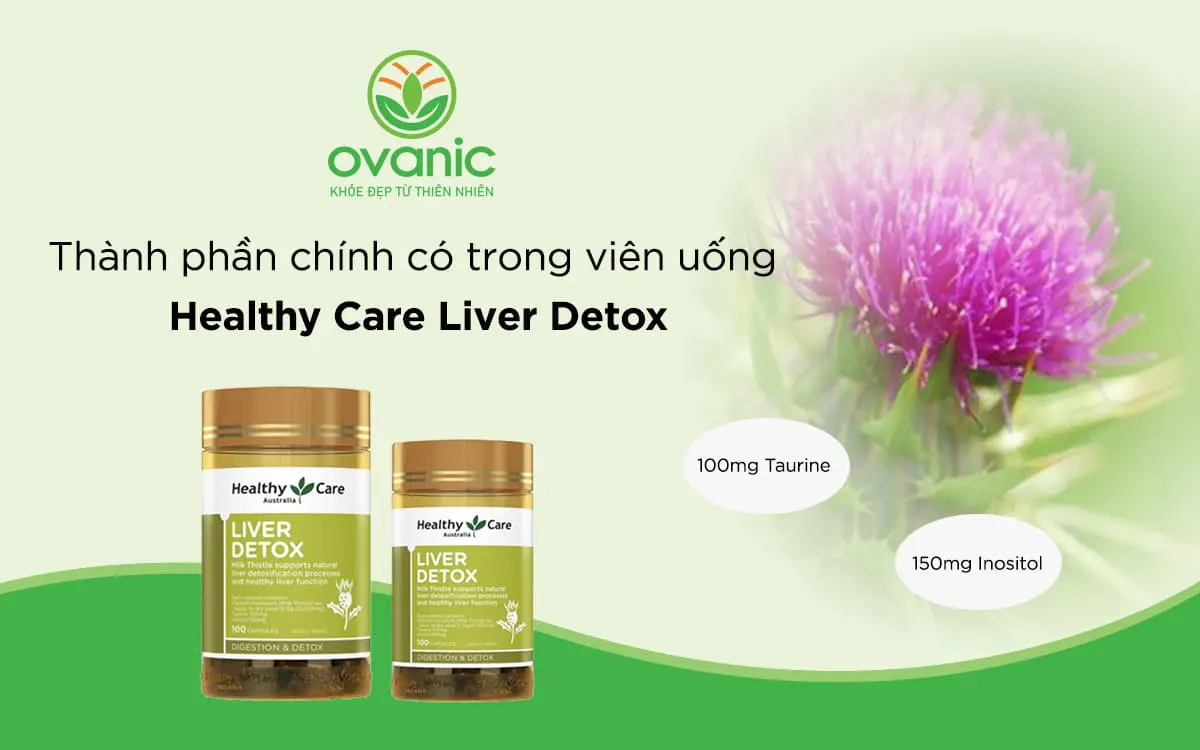 ovanic
KHỎE ĐẸP TỪ THIÊN NHIÊN
Thành phần chính có trong viên uống
Healthy Care Liver Detox
100mg Taurine
150mg Inositol
Healthy Care
Australia
LIVER
DETOX
Milk Thistle supports natural
liver detoxification processes
and healthy liver function
100 CAPSULES
DIGESTION & DETOX
Healthy Care
Australia
LIVER
DETOX
Milk Thistle supports natural
liver detoxification processes
and healthy liver function
100 CAPSULES
DIGESTION & DETOX